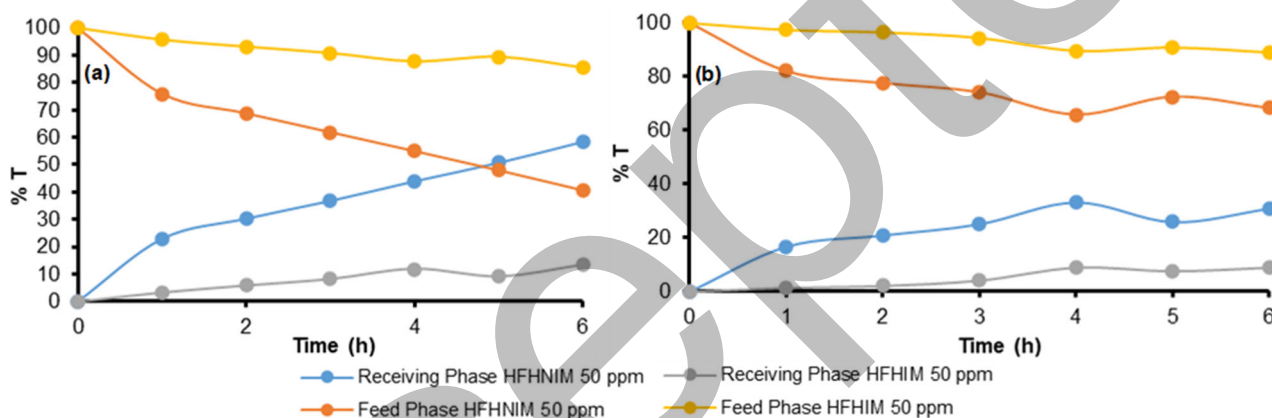 100
90
80
70
60
50
40
30
20
10
0
% T
(a)
0 2 4 6
Time (h)
100
80
60
40
20
0
% T
(b)
0 1 2 3 4 5 6
Time (h)
Receiving Phase HFHNIM 50 ppm
Receiving Phase HFHIM 50 ppm
Feed Phase HFHNIM 50 ppm
Feed Phase HFHIM 50 ppm